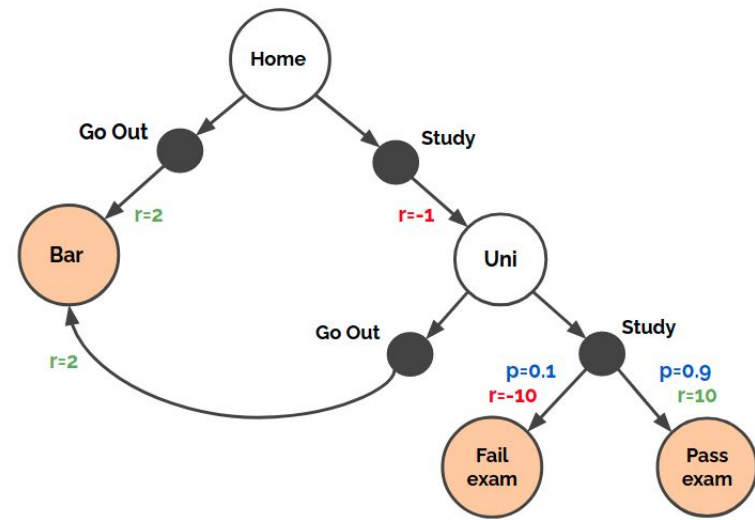 Home
Go Out
Study
r=2
r=-1
Bar
Uni
Go Out
Study
r=2
p=0.1
r=-10
p=0.9
r=10
Fail
exam
Pass
exam